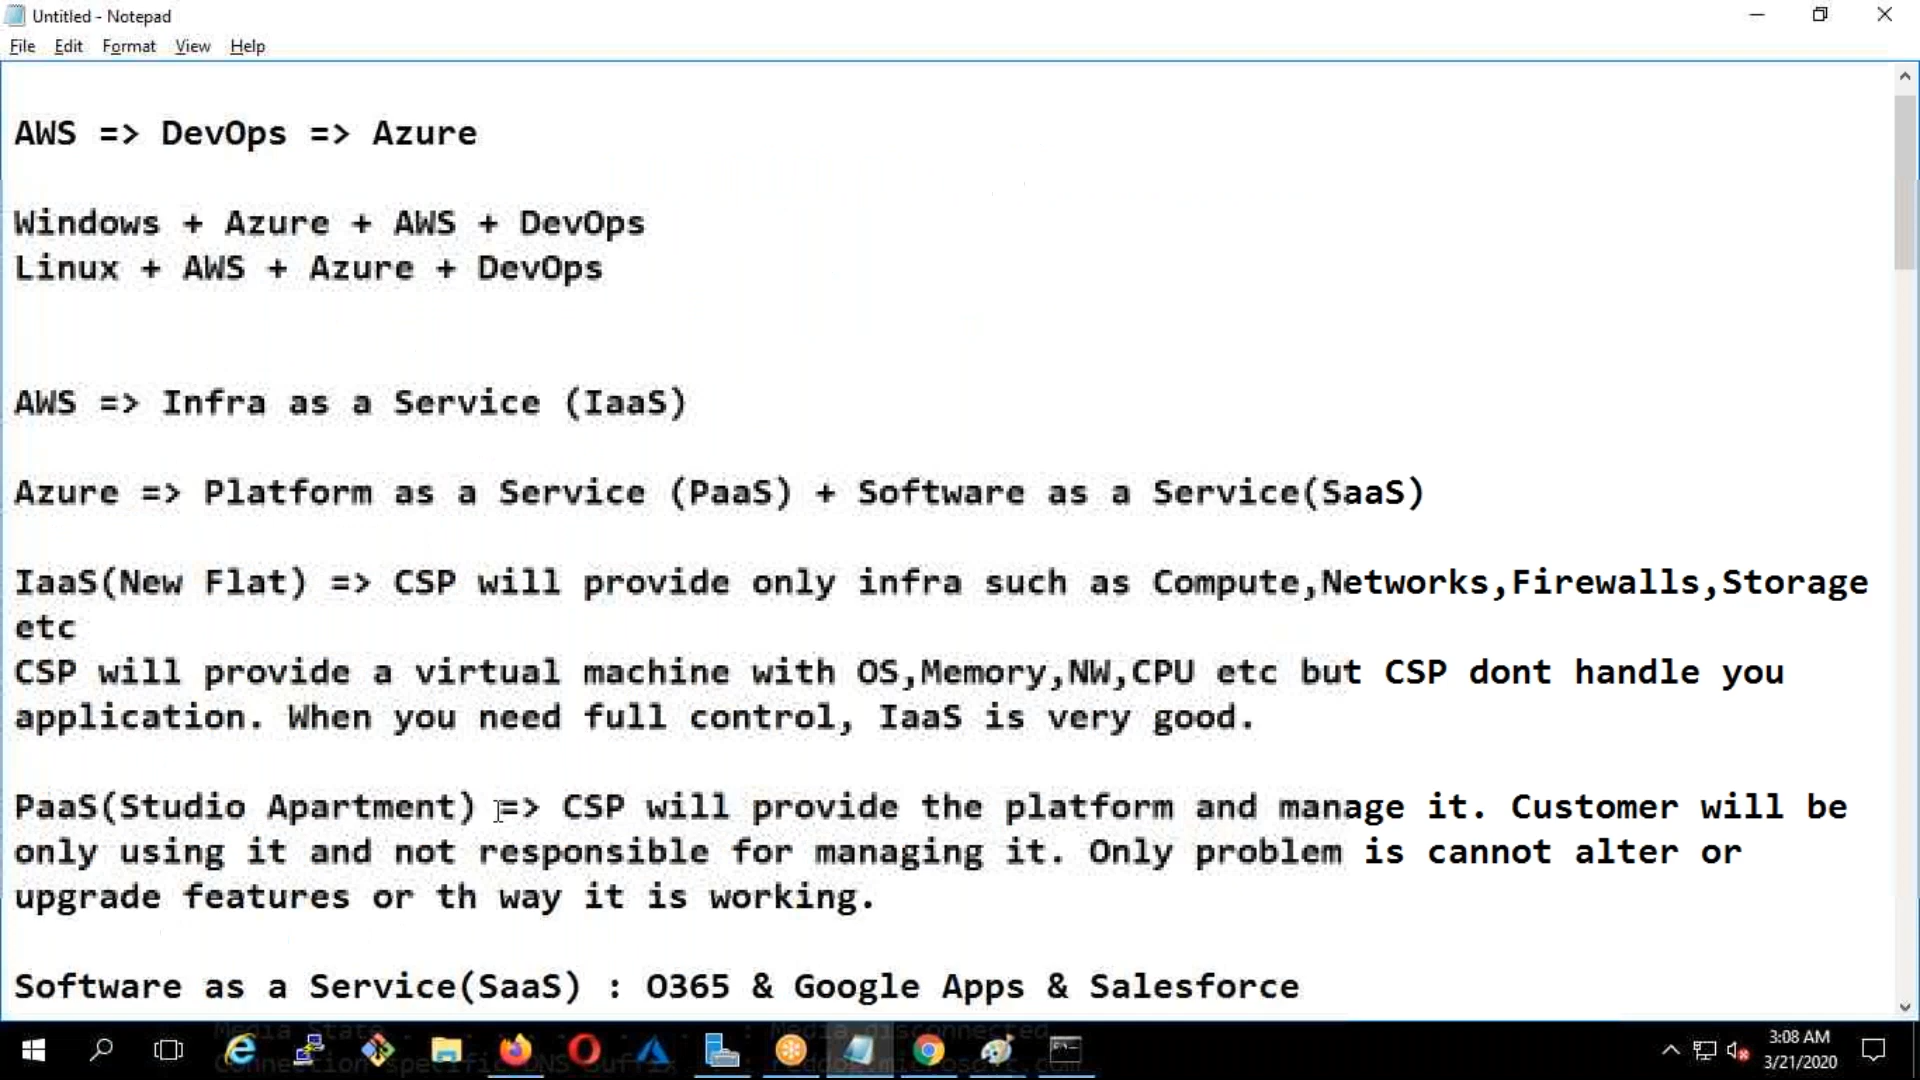 Untitled - Notepad
File Edit Format View Help
AWS => DevOps => Azure
Windows + Azure + AWS + DevOps
Linux + AWS + Azure + DevOps
AWS => Infra as a Service (IaaS)
Azure => Platform as a Service (PaaS) + Software as a Service(SaaS)
IaaS(New Flat) => CSP will provide only infra such as Compute,Networks,Firewalls,Storage
etc
CSP will provide a virtual machine with OS,Memory,NW,CPU etc but CSP dont handle you
application. When you need full control, IaaS is very good.
PaaS(Studio Apartment) => CSP will provide the platform and manage it. Customer will be
only using it and not responsible for managing it. Only problem is cannot alter or
upgrade features or th way it is working.
Software as a Service(SaaS) : O365 & Google Apps & Salesforce
Media State . . . : Media disconnected
3:08 AM
3/21/2020